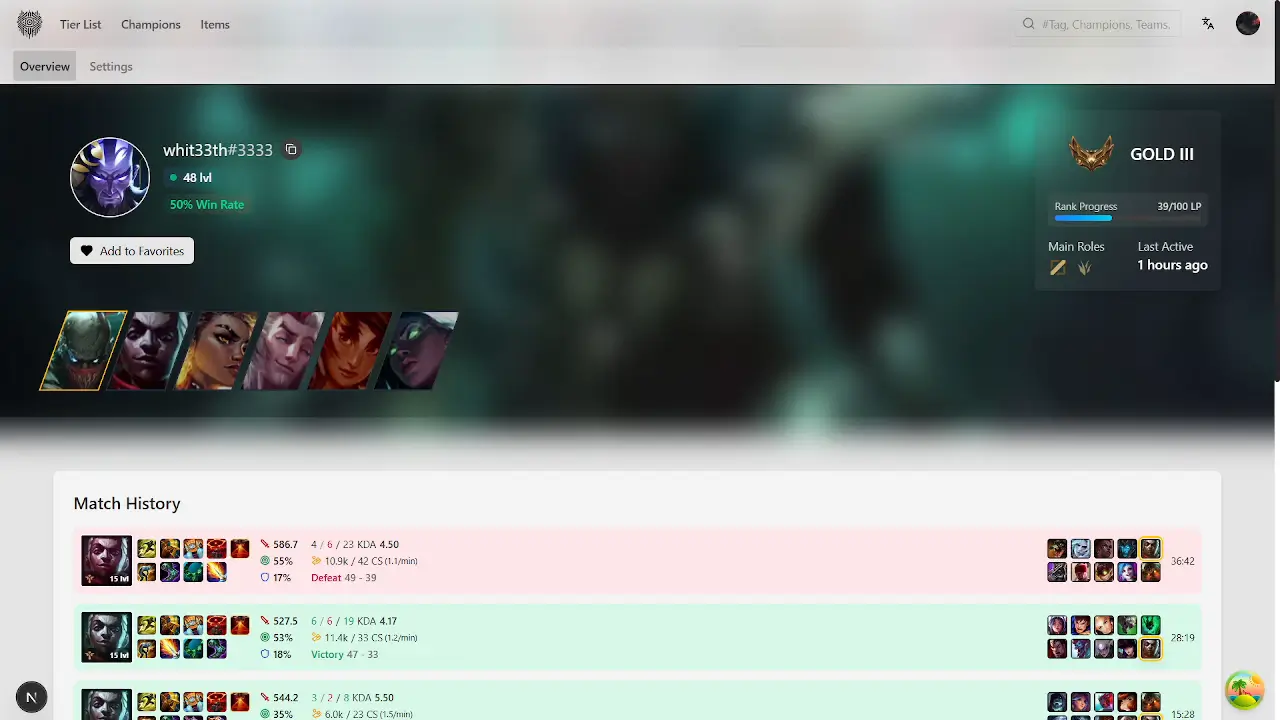 Tier List Champions Items
#Tag, Champions, Teams.
Overview Settings
whit33th#3333
48 lvl
50% Win Rate
Add to Favorites
GOLD III
Rank Progress 39/100 LP
Main Roles Last Active
1 hours ago
Match History
15 lvl
586.7 4 / 6 / 23 KDA 4.50
55% 10.9k / 42 CS (1.1/min)
17% Defeat 49 - 39
36:42
15 lvl
527.5 6 / 6 / 19 KDA 4.17
53% 11.4k / 33 CS (1.2/min)
18% Victory 47 - 33
28:19
544.2 3 / 2 / 8 KDA 5.50
35% 6.0k / 23 CS (1.5/min)
15:28
N